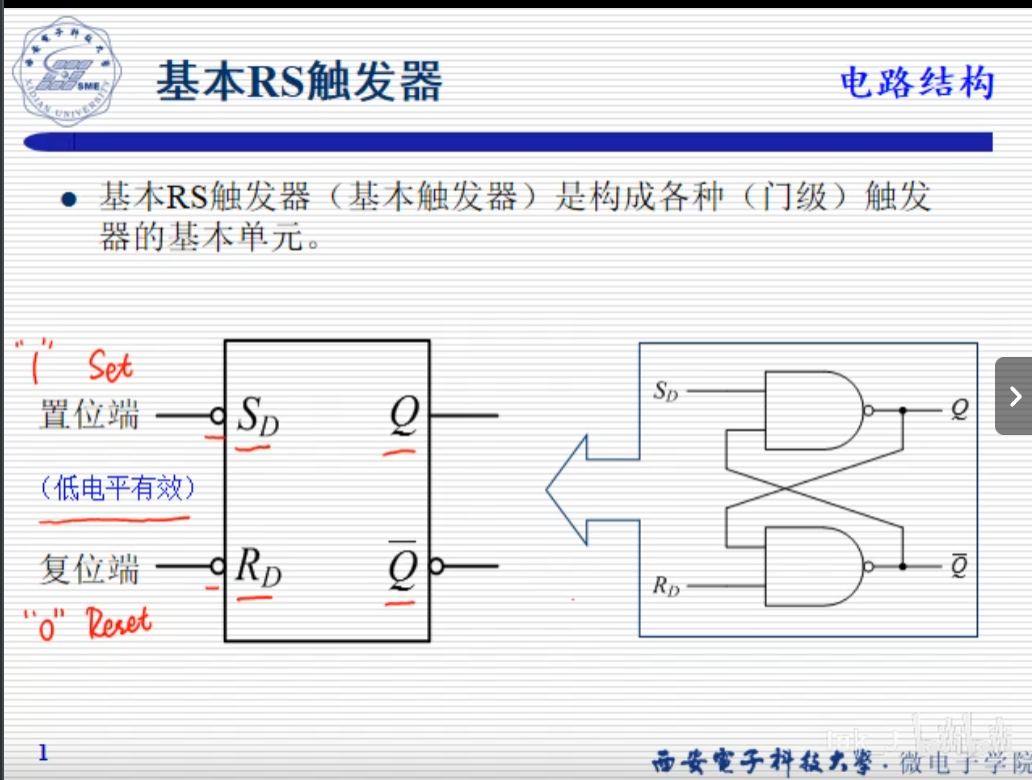 基本RS触发器
电路结构
基本RS触发器（基本触发器）是构成各种（门级）触发
器的基本单元。
"1" Set
置位端
S_D
Q
（低电平有效）
复位端
R_D
Q̅
"0" Reset
S_D
Q
R_D
Q̅
SME
XIDIAN UNIVERSITY
1
西安电子科技大学·微电子学院